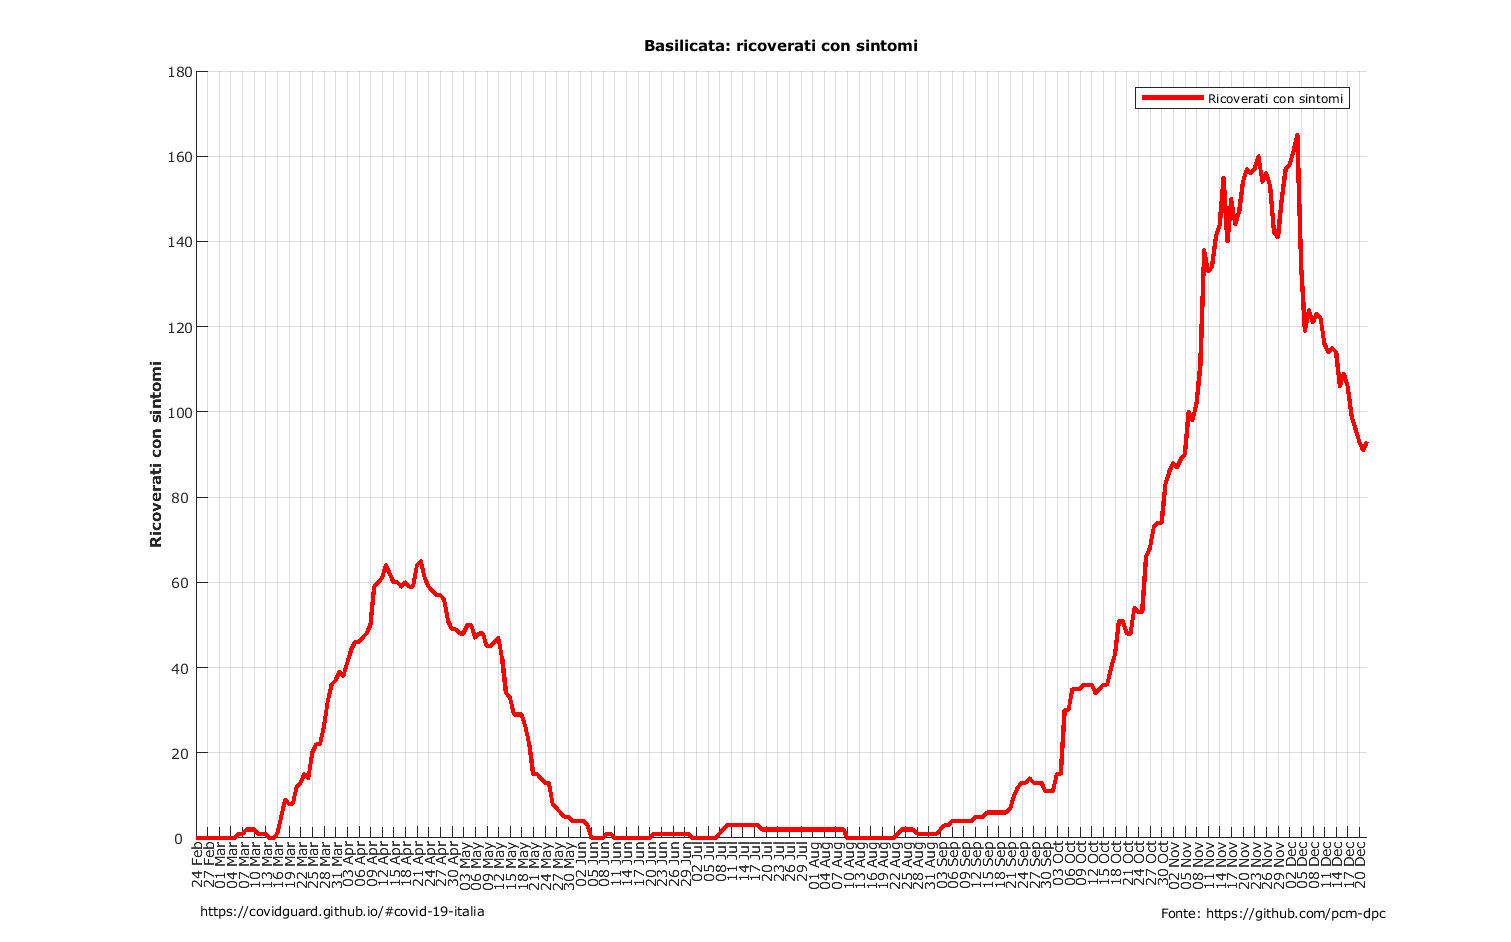 Basilicata: ricoverati con sintomi
Ricoverati con sintomi
Ricoverati con sintomi
180
160
140
120
100
80
60
40
20
0
24 Feb
27 Feb
01 Mar
04 Mar
07 Mar
10 Mar
13 Mar
16 Mar
19 Mar
22 Mar
25 Mar
28 Mar
31 Mar
03 Apr
06 Apr
09 Apr
12 Apr
15 Apr
18 Apr
21 Apr
24 Apr
27 Apr
30 Apr
03 May
06 May
09 May
12 May
15 May
18 May
21 May
24 May
27 May
30 May
02 Jun
05 Jun
08 Jun
11 Jun
14 Jun
17 Jun
20 Jun
23 Jun
26 Jun
29 Jun
02 Jul
05 Jul
08 Jul
11 Jul
14 Jul
17 Jul
20 Jul
23 Jul
26 Jul
29 Jul
01 Aug
04 Aug
07 Aug
10 Aug
13 Aug
16 Aug
19 Aug
22 Aug
25 Aug
28 Aug
31 Aug
03 Sep
06 Sep
09 Sep
12 Sep
15 Sep
18 Sep
21 Sep
24 Sep
27 Sep
30 Sep
03 Oct
06 Oct
09 Oct
12 Oct
15 Oct
18 Oct
21 Oct
24 Oct
27 Oct
30 Oct
02 Nov
05 Nov
08 Nov
11 Nov
14 Nov
17 Nov
20 Nov
23 Nov
26 Nov
29 Nov
02 Dec
05 Dec
08 Dec
11 Dec
14 Dec
17 Dec
20 Dec
https://covidguard.github.io/#covid-19-italia
Fonte: https://github.com/pcm-dpc